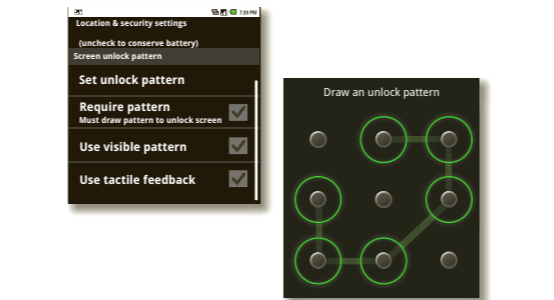 7:39 PM
Location & security settings
(uncheck to conserve battery)
Screen unlock pattern
Set unlock pattern
Require pattern
Must draw pattern to unlock screen
Use visible pattern
Use tactile feedback
Draw an unlock pattern